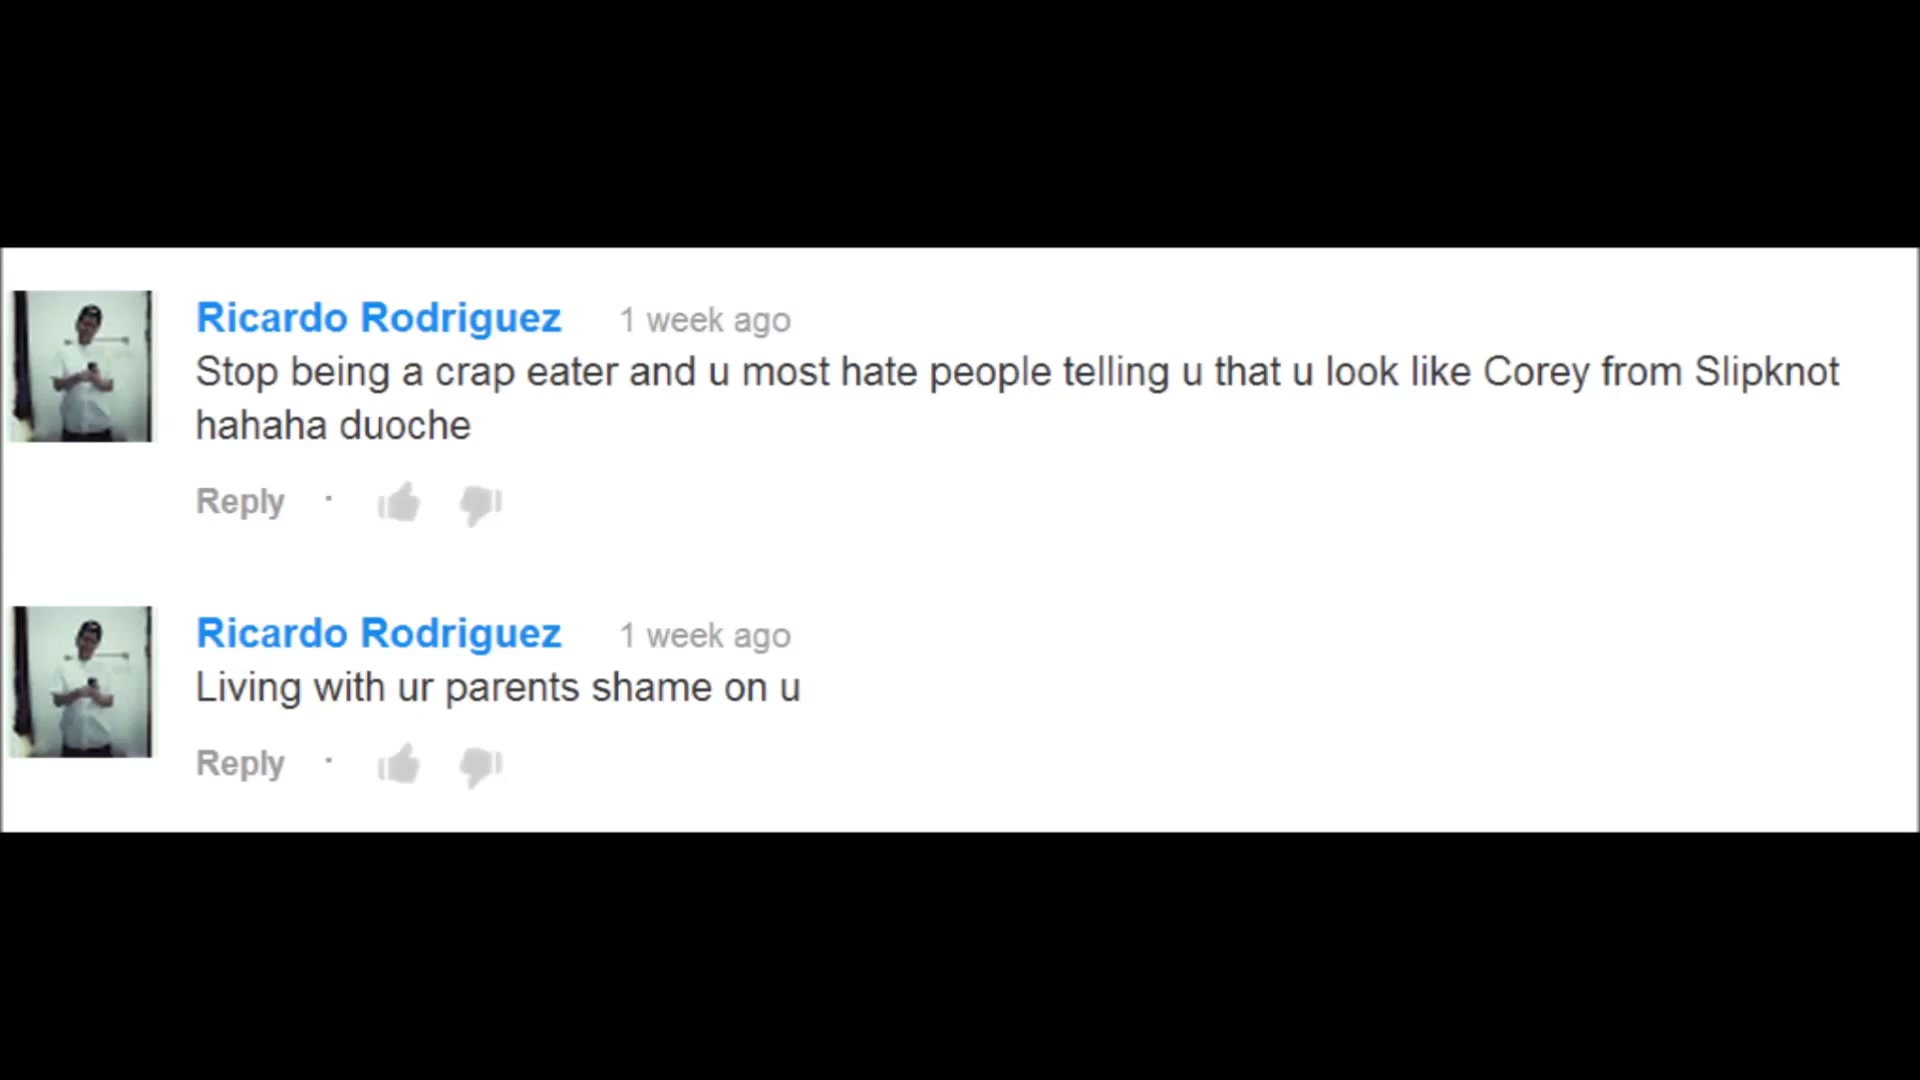 Ricardo Rodriguez 1 week ago
Stop being a crap eater and u most hate people telling u that u look like Corey from Slipknot
hahaha duoche
Reply ·
Ricardo Rodriguez 1 week ago
Living with ur parents shame on u
Reply ·